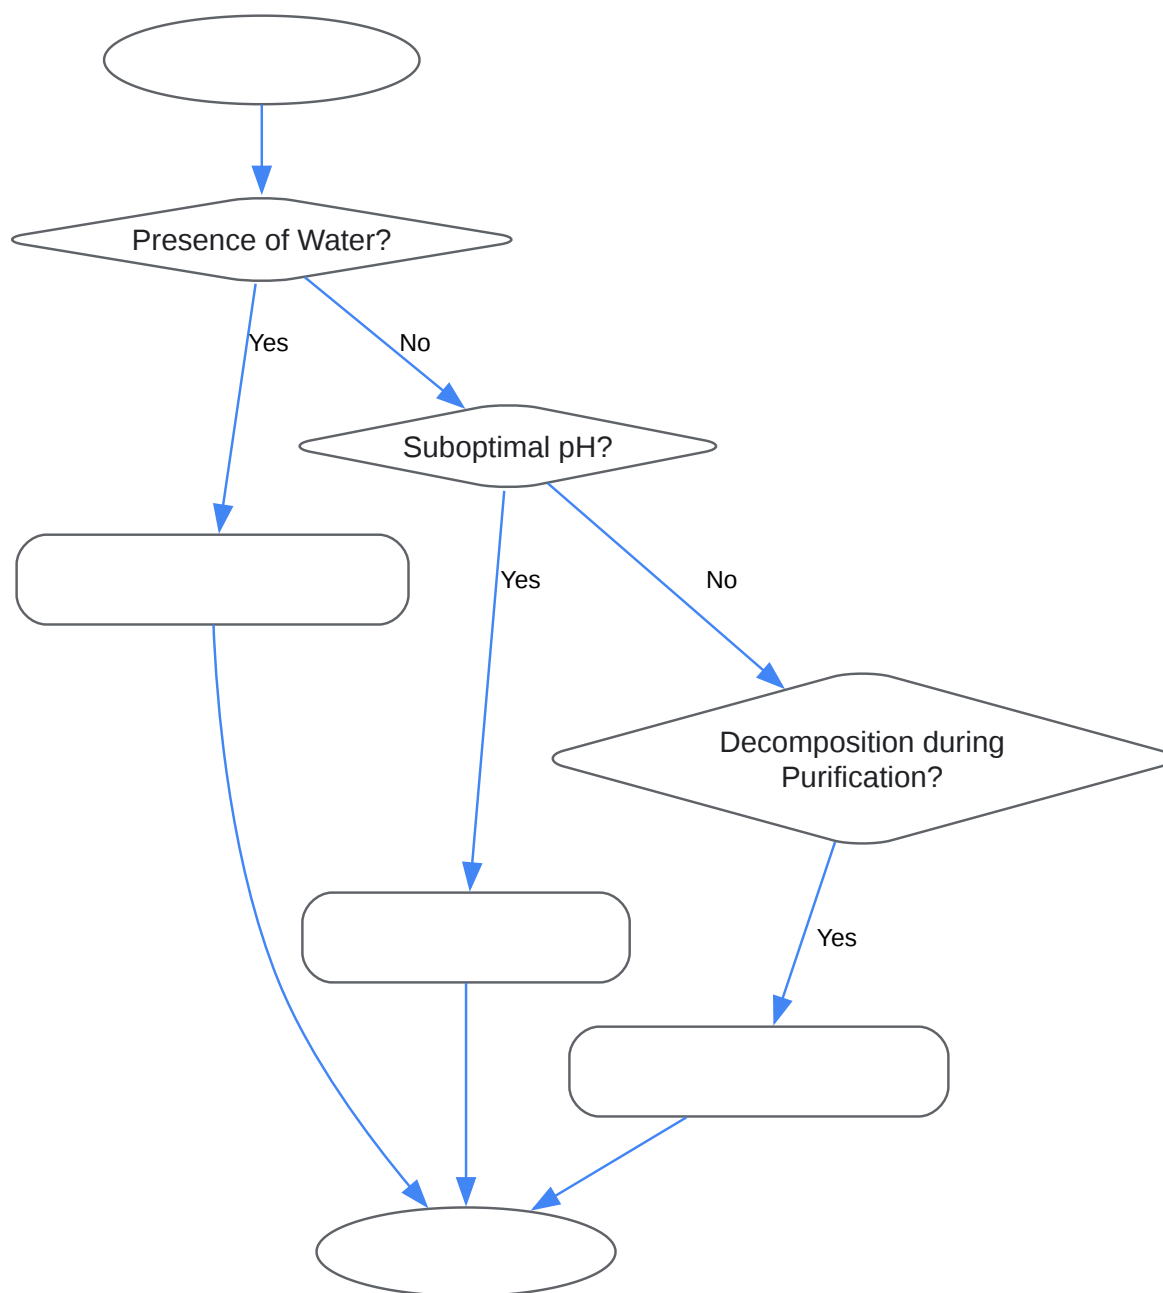 Presence of Water?
Yes
No
Suboptimal pH?
Yes
No
Decomposition during
Purification?
Yes